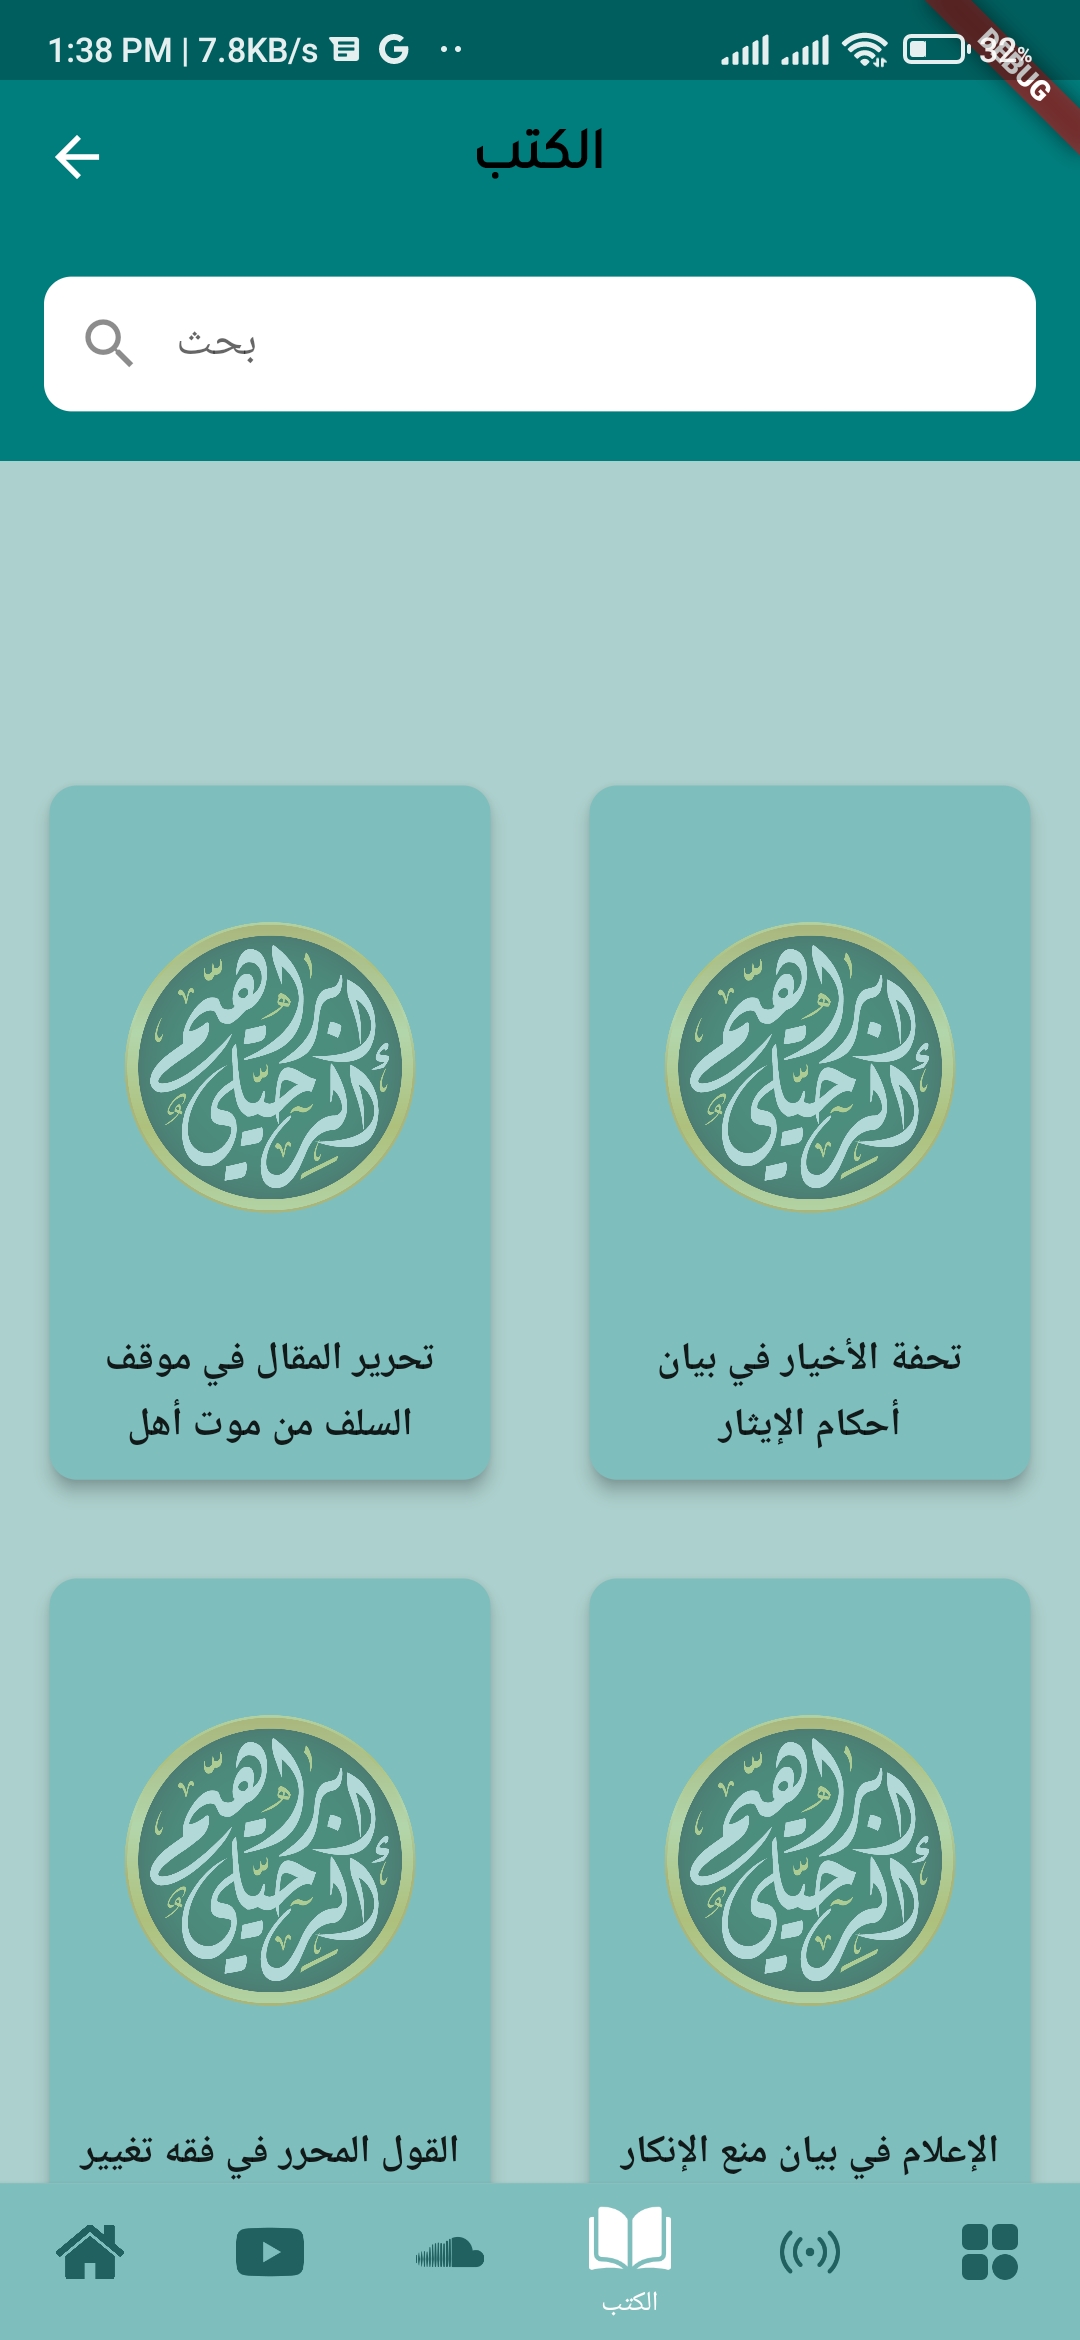 1:38 PM | 7.8KB/s
32%
DEBUG
الكتب
بحث
تحفة الأخيار في بيان
أحكام الإيثار
تحرير المقال في موقف
السلف من موت أهل
إبراهيم
الرحيلي
إبراهيم
الرحيلي
الإعلام في بيان منع الإنكار
القول المحرر في فقه تغيير
إبراهيم
الرحيلي
إبراهيم
الرحيلي
الكتب